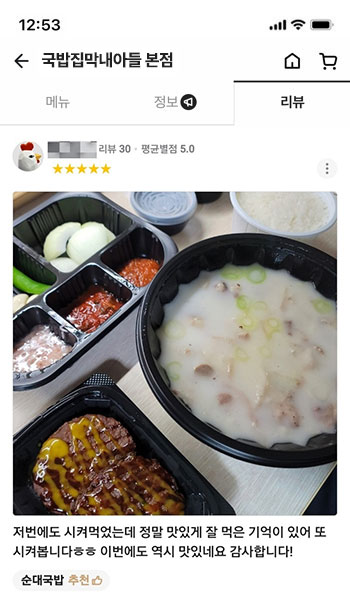 12:53
국밥집막내아들 본점
메뉴
정보
리뷰
리뷰 30 · 평균별점 5.0
저번에도 시켜먹었는데 정말 맛있게 잘 먹은 기억이 있어 또
시켜봅니다ㅎㅎ 이번에도 역시 맛있네요 감사합니다!
순대국밥 추천